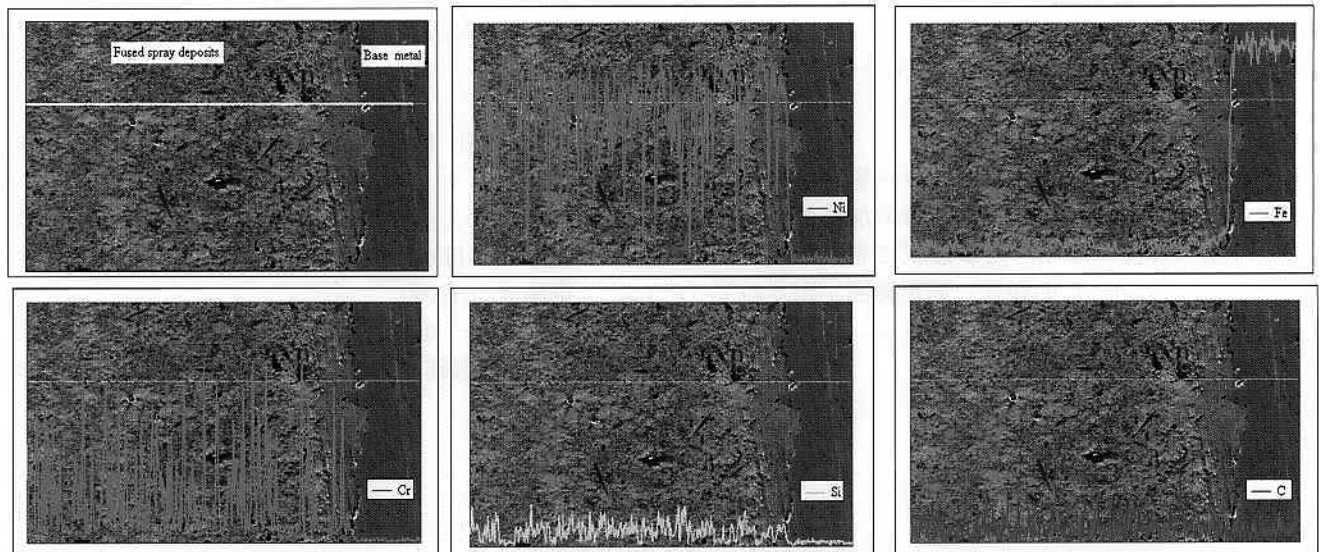 Fused spray deposits
Base metal
Ni
Fe
Cr
Si
C